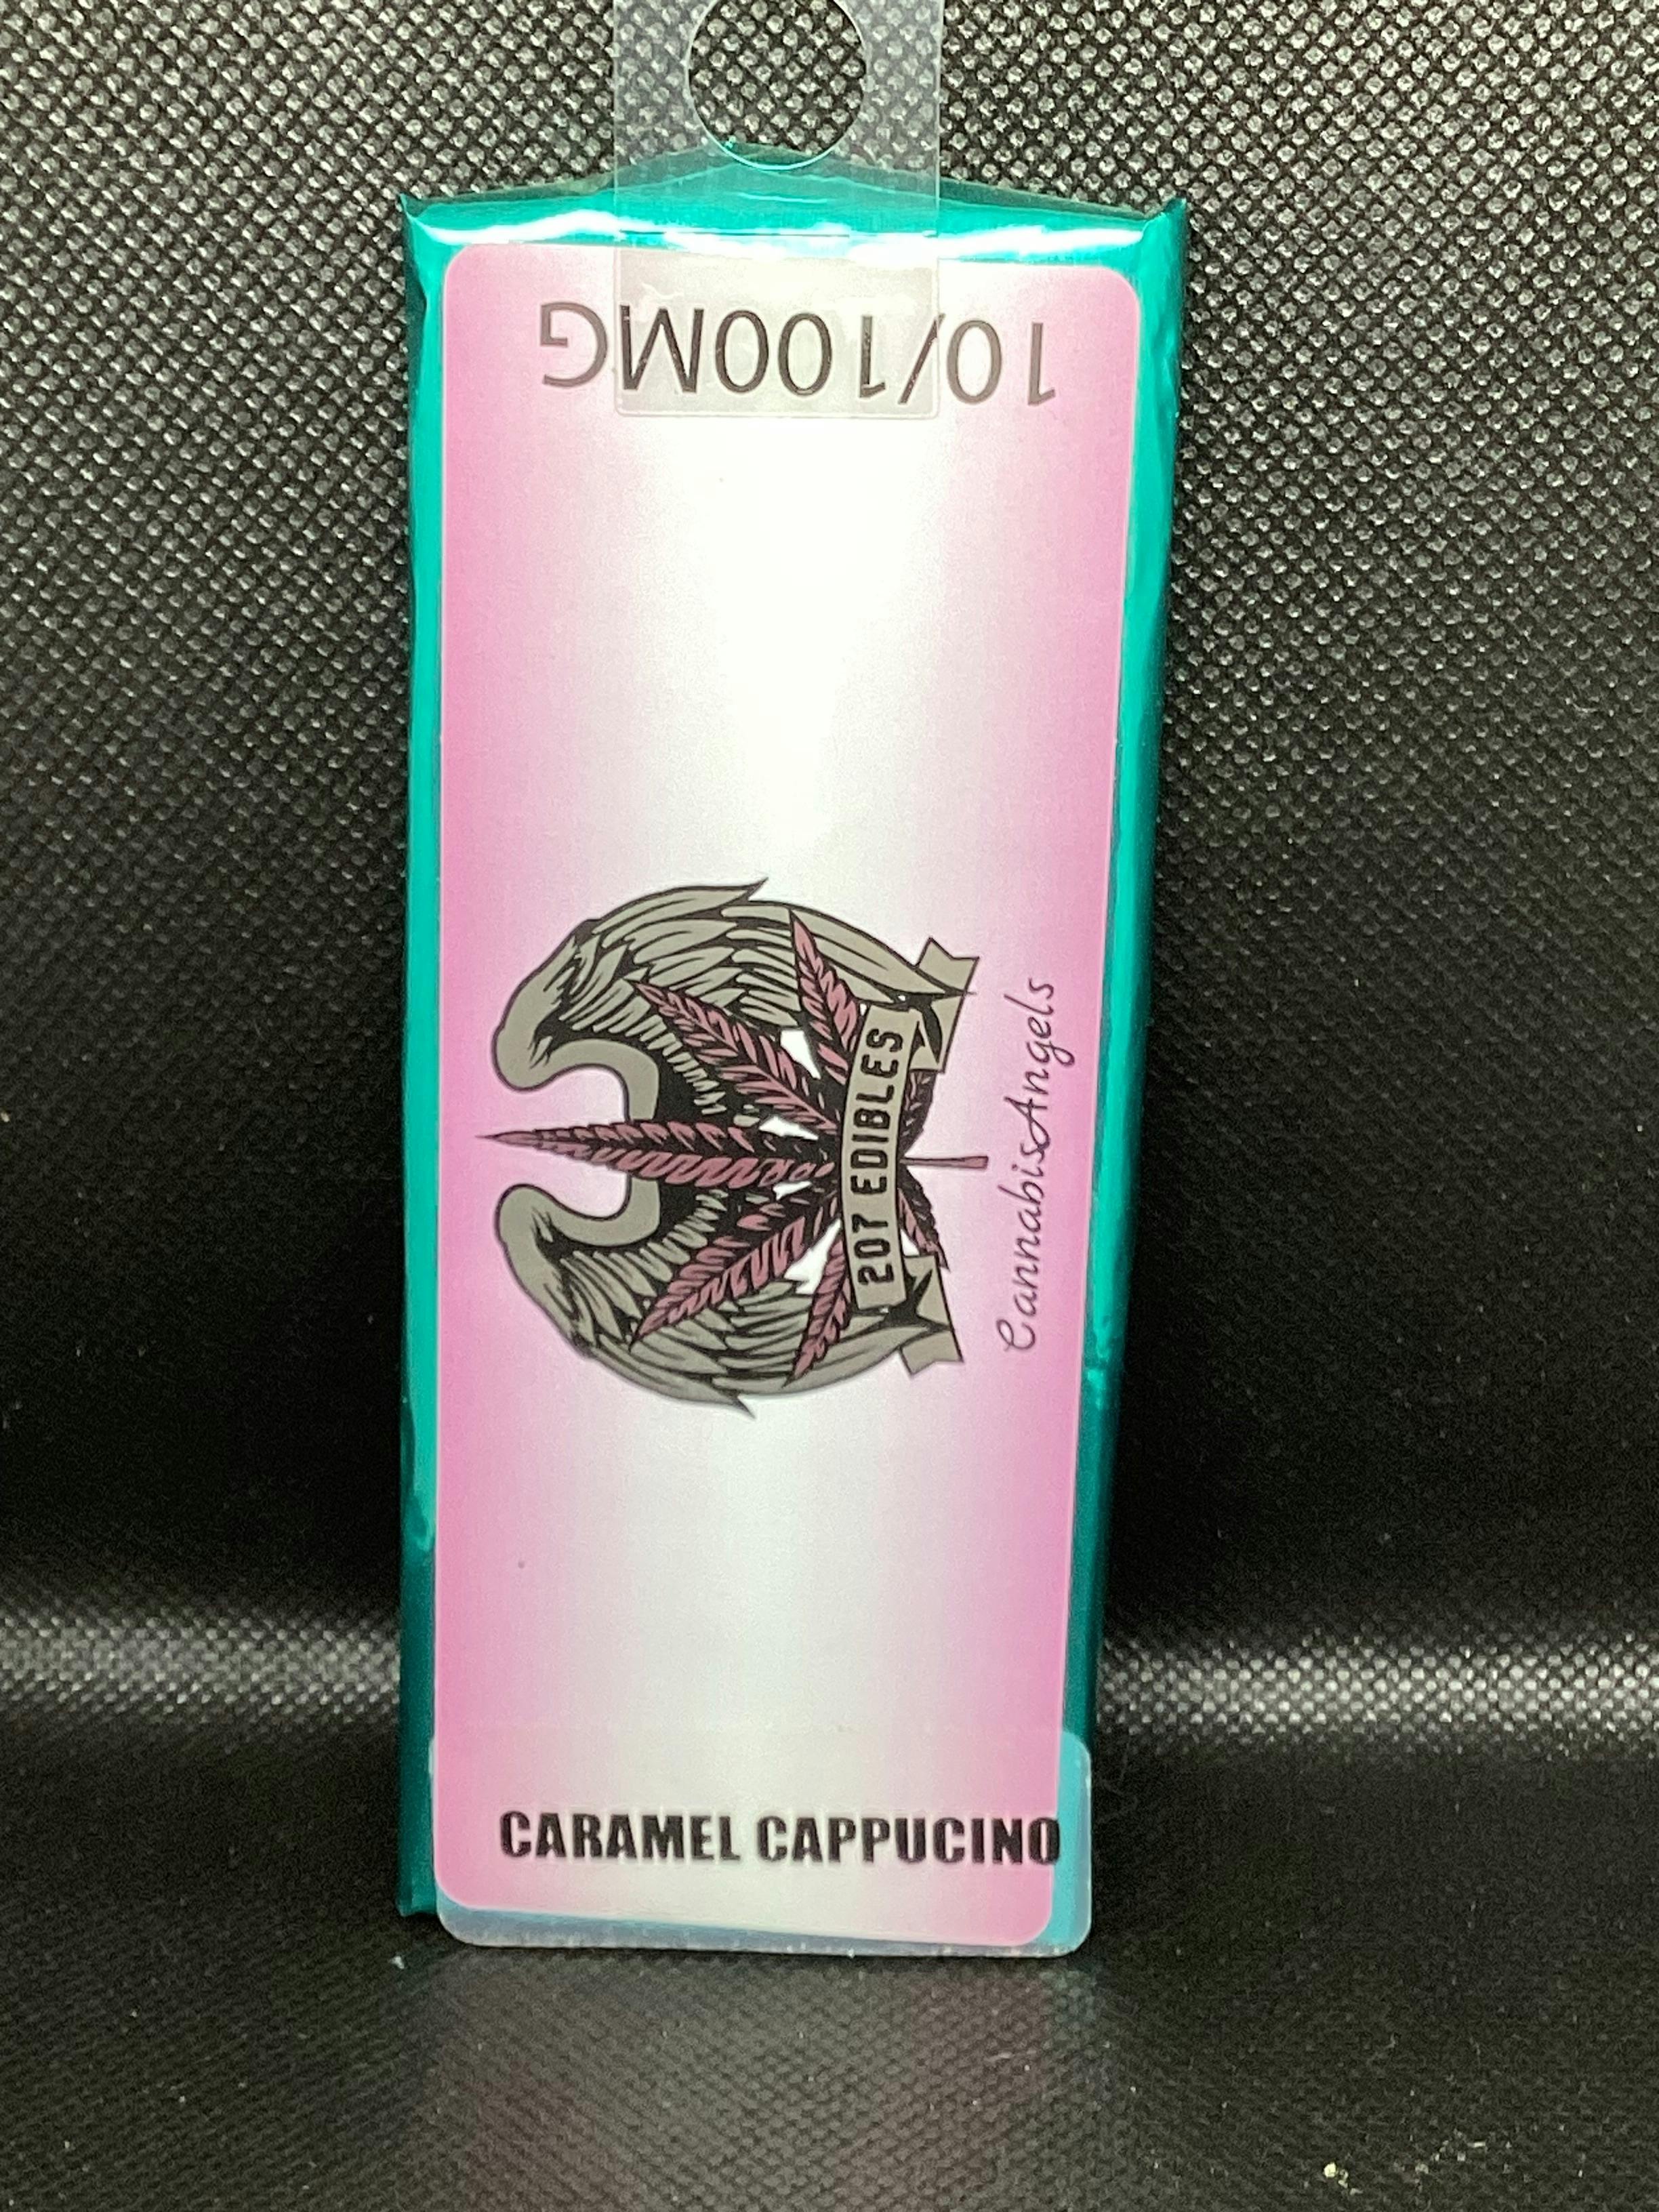 10/100MG
207 EDIBLES
CannabisAngels
CARAMEL CAPPUCINO